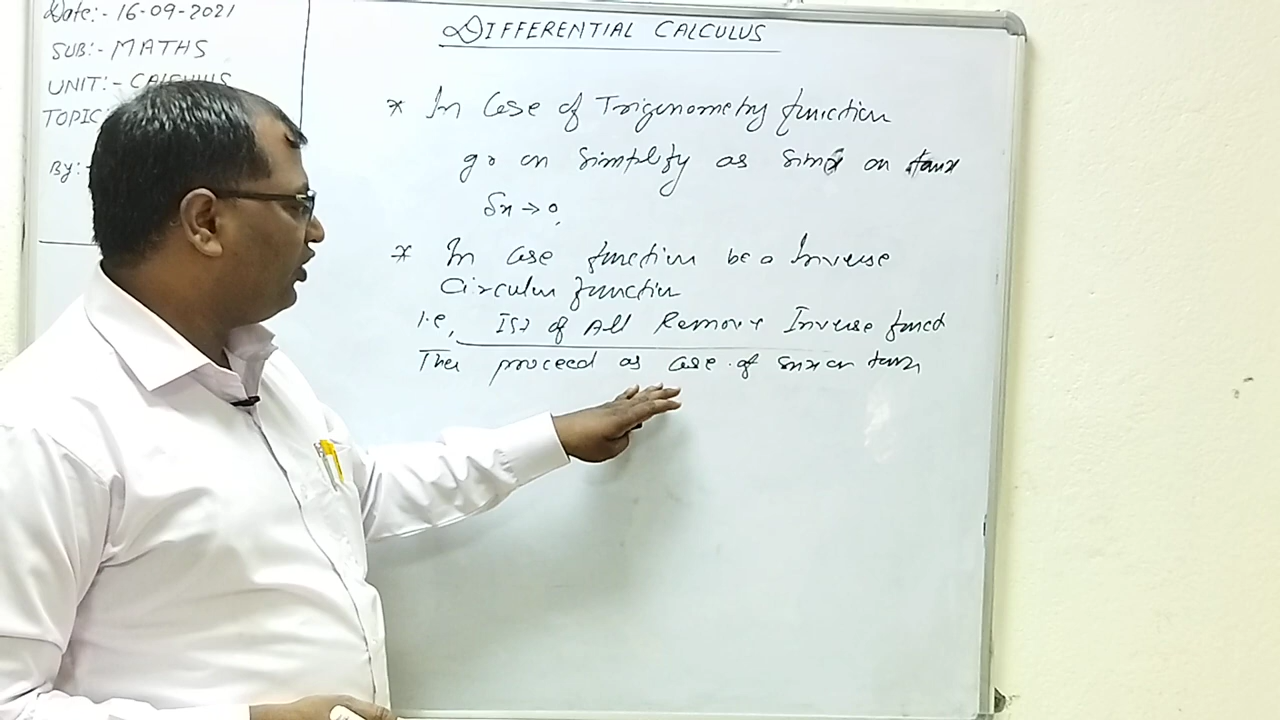 Date:- 16-09-2021
SUB:- MATHS
UNIT:- CALCULUS
TOPIC
By:
DIFFERENTIAL CALCULUS
* In Case of Trigonometry function
go on simplify as sinx or tanx
δx → 0,
* In case function be a Inverse
Circular function
i.e, Ist of All Remove Inverse funct
Then proceed as case of sinx or tanx